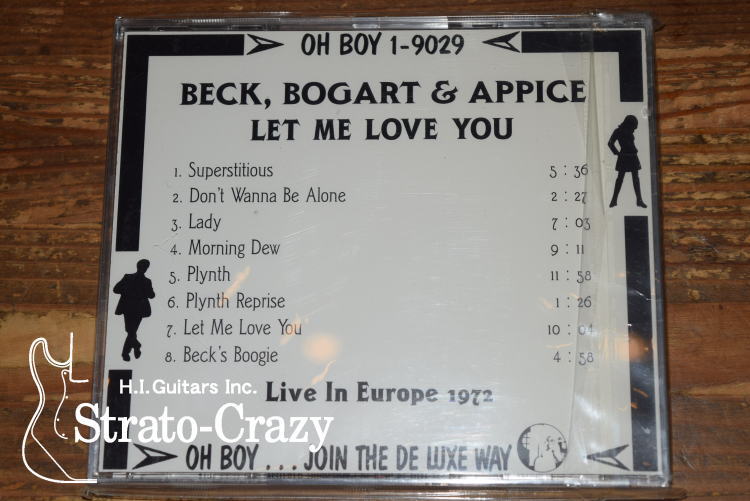 OH BOY 1-9029
BECK, BOGART & APPICE
LET ME LOVE YOU
1. Superstitious 5 : 36
2. Don't Wanna Be Alone 2 : 27
3. Lady 7 : 03
4. Morning Dew 9 : 11
5. Plynth 11 : 58
6. Plynth Reprise 1 : 26
7. Let Me Love You 10 : 04
8. Beck's Boogie 4 : 58
Live In Europe 1972
OH BOY . . . JOIN THE DE LUXE WAY
H.I.Guitars Inc.
Strato-Crazy